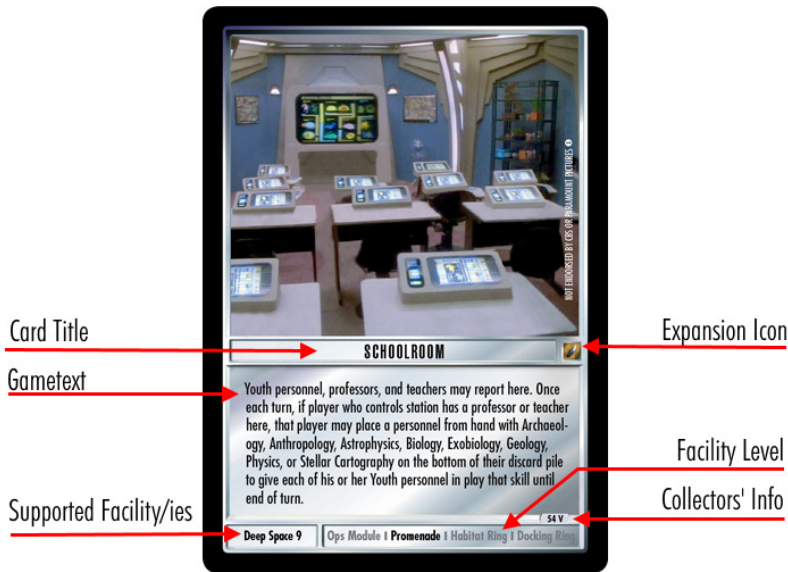 NOT ENDORSED BY CBS OR PARAMOUNT PICTURES
Card Title
SCHOOLROOM
Expansion Icon
Gametext
Youth personnel, professors, and teachers may report here. Once
each turn, if player who controls station has a professor or teacher
here, that player may place a personnel from hand with Archaeol-
ogy, Anthropology, Astrophysics, Biology, Exobiology, Geology,
Physics, or Stellar Cartography on the bottom of their discard pile
to give each of his or her Youth personnel in play that skill until
end of turn.
Facility Level
Collectors' Info
54 V
Supported Facility/ies
Deep Space 9
Ops Module I Promenade I Habitat Ring I Docking Ring